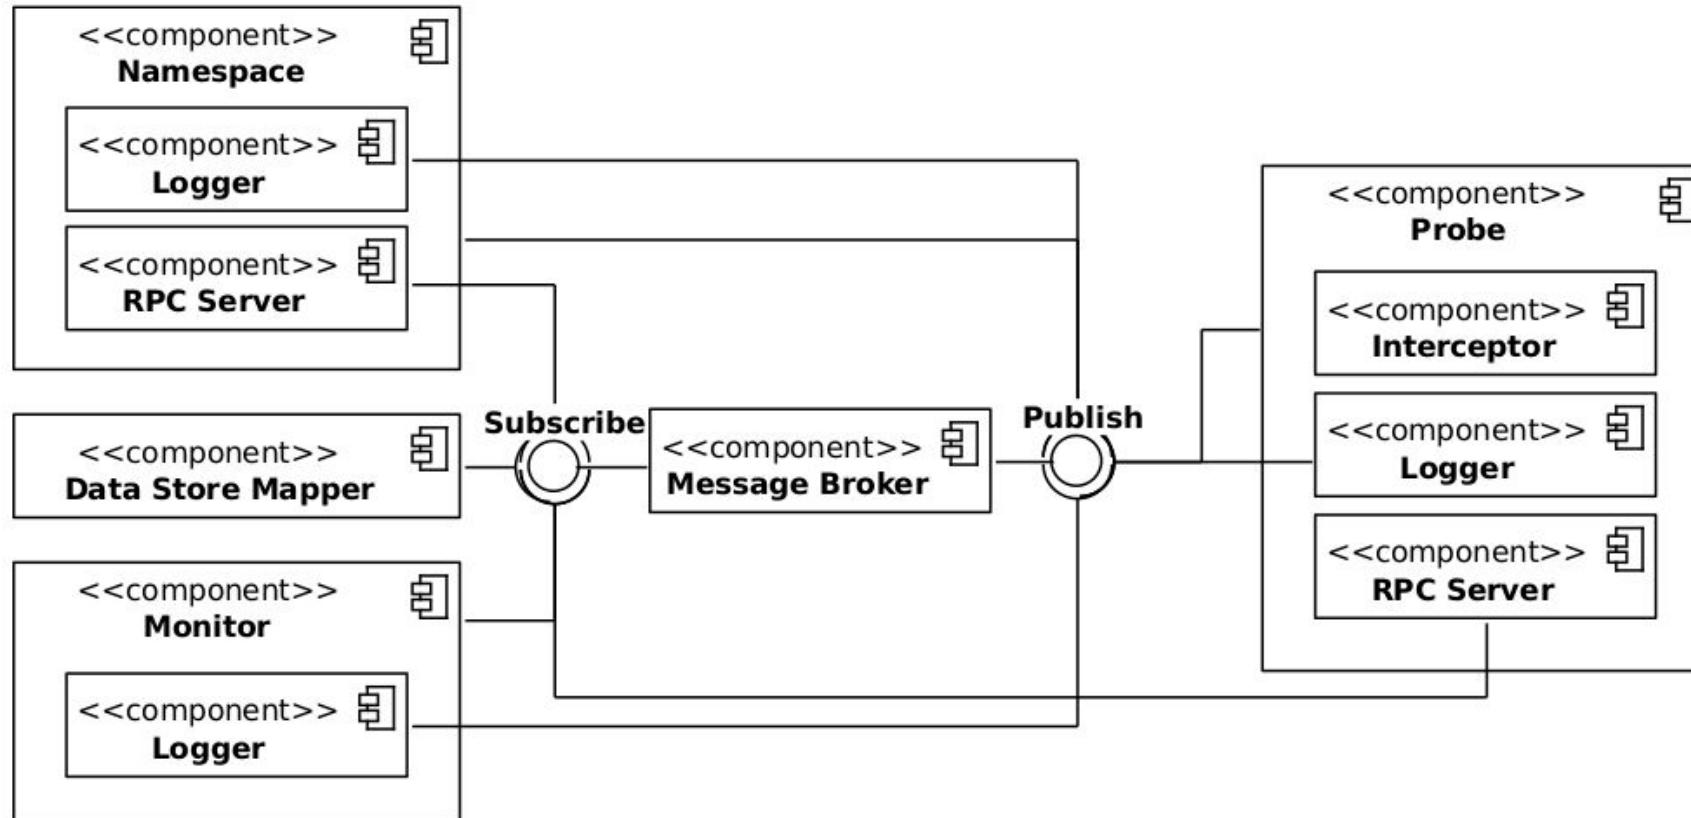 <<component>>
Namespace
<<component>>
Logger
<<component>>
RPC Server
<<component>>
Data Store Mapper
<<component>>
Monitor
<<component>>
Logger
Subscribe
<<component>>
Message Broker
Publish
<<component>>
Probe
<<component>>
Interceptor
<<component>>
Logger
<<component>>
RPC Server